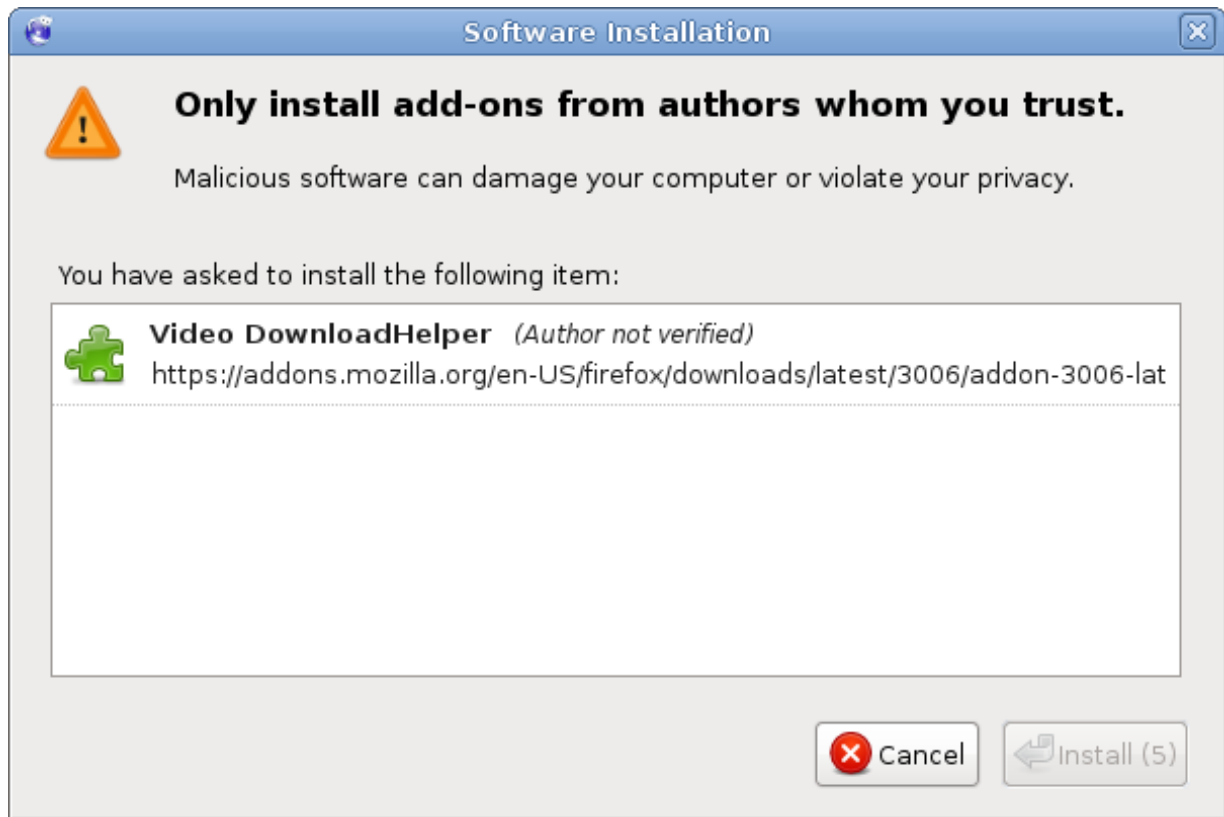 Software Installation
Only install add-ons from authors whom you trust.
Malicious software can damage your computer or violate your privacy.
You have asked to install the following item:
Video DownloadHelper (Author not verified)
https://addons.mozilla.org/en-US/firefox/downloads/latest/3006/addon-3006-lat
Cancel Install (5)